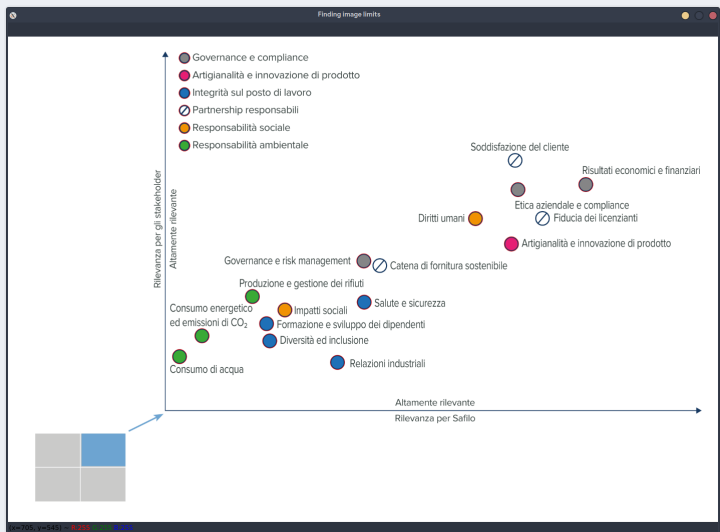 Finding image limits
Governance e compliance
Artigianalità e innovazione di prodotto
Integrità sul posto di lavoro
Partnership responsabili
Responsabilità sociale
Responsabilità ambientale
Rilevanza per gli stakeholder
Altamente rilevante
Soddisfazione del cliente
Risultati economici e finanziari
Etica aziendale e compliance
Diritti umani
Fiducia dei licenzianti
Artigianalità e innovazione di prodotto
Governance e risk management
Catena di fornitura sostenibile
Produzione e gestione dei rifiuti
Salute e sicurezza
Consumo energetico
ed emissioni di CO₂
Impatti sociali
Formazione e sviluppo dei dipendenti
Diversità ed inclusione
Relazioni industriali
Consumo di acqua
Altamente rilevante
Rilevanza per Safilo
(x=705, y=545) ~